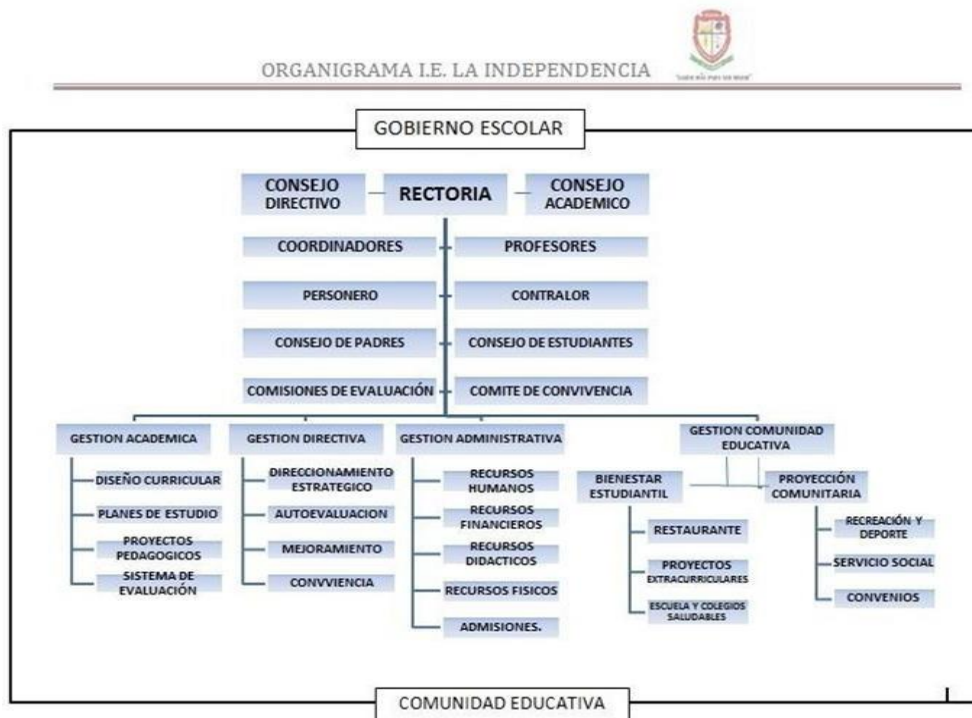 ORGANIGRAMA I.E. LA INDEPENDENCIA
GOBIERNO ESCOLAR
CONSEJO
DIRECTIVO
RECTORIA
CONSEJO
ACADEMICO
COORDINADORES
PROFESORES
PERSONERO
CONTRALOR
CONSEJO DE PADRES
CONSEJO DE ESTUDIANTES
COMISIONES DE EVALUACIÓN
COMITE DE CONVIVENCIA
GESTION ACADEMICA
DISEÑO CURRICULAR
PLANES DE ESTUDIO
PROYECTOS
PEDAGOGICOS
SISTEMA DE
EVALUACIÓN
GESTION DIRECTIVA
DIRECCIONAMIENTO
ESTRATEGICO
AUTOEVALUACION
MEJORAMIENTO
CONVVIENCIA
GESTION ADMINISTRATIVA
RECURSOS
HUMANOS
RECURSOS
FINANCIEROS
RECURSOS
DIDACTICOS
RECURSOS FISICOS
ADMISIONES.
GESTION COMUNIDAD
EDUCATIVA
BIENESTAR
ESTUDIANTIL
RESTAURANTE
PROYECTOS
EXTRACURRICULARES
ESCUELA Y COLEGIOS
SALUDABLES
PROYECCIÓN
COMUNITARIA
RECREACIÓN Y
DEPORTE
SERVICIO SOCIAL
CONVENIOS
COMUNIDAD EDUCATIVA